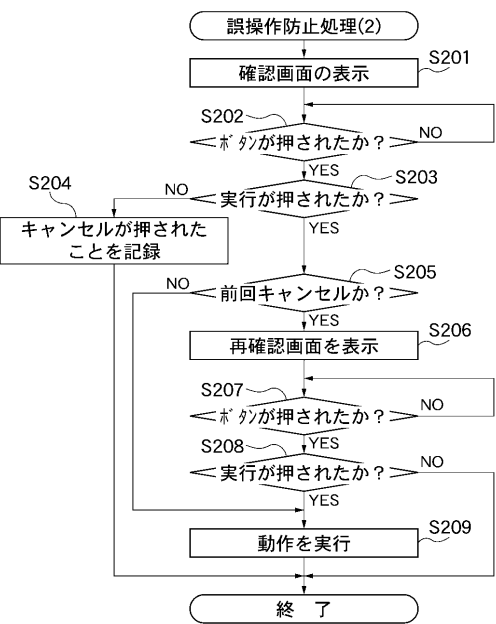 誤操作防止処理(2)
S201
確認画面の表示
S202
ﾎﾞﾀﾝが押されたか？
NO
YES
S203
実行が押されたか？
NO
YES
S204
キャンセルが押された
ことを記録
S205
前回キャンセルか？
NO
YES
S206
再確認画面を表示
S207
ﾎﾞﾀﾝが押されたか？
NO
YES
S208
実行が押されたか？
NO
YES
S209
動作を実行
終　了